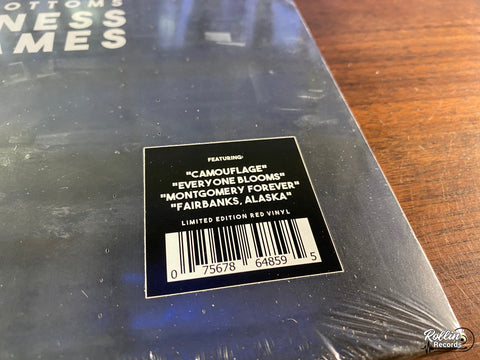 OTTOMS
NESS
AMES
FEATURING:
"CAMOUFLAGE"
"EVERYONE BLOOMS"
"MONTGOMERY FOREVER"
"FAIRBANKS, ALASKA"
LIMITED EDITION RED VINYL
0 75678 64859 5
Rollin
Records